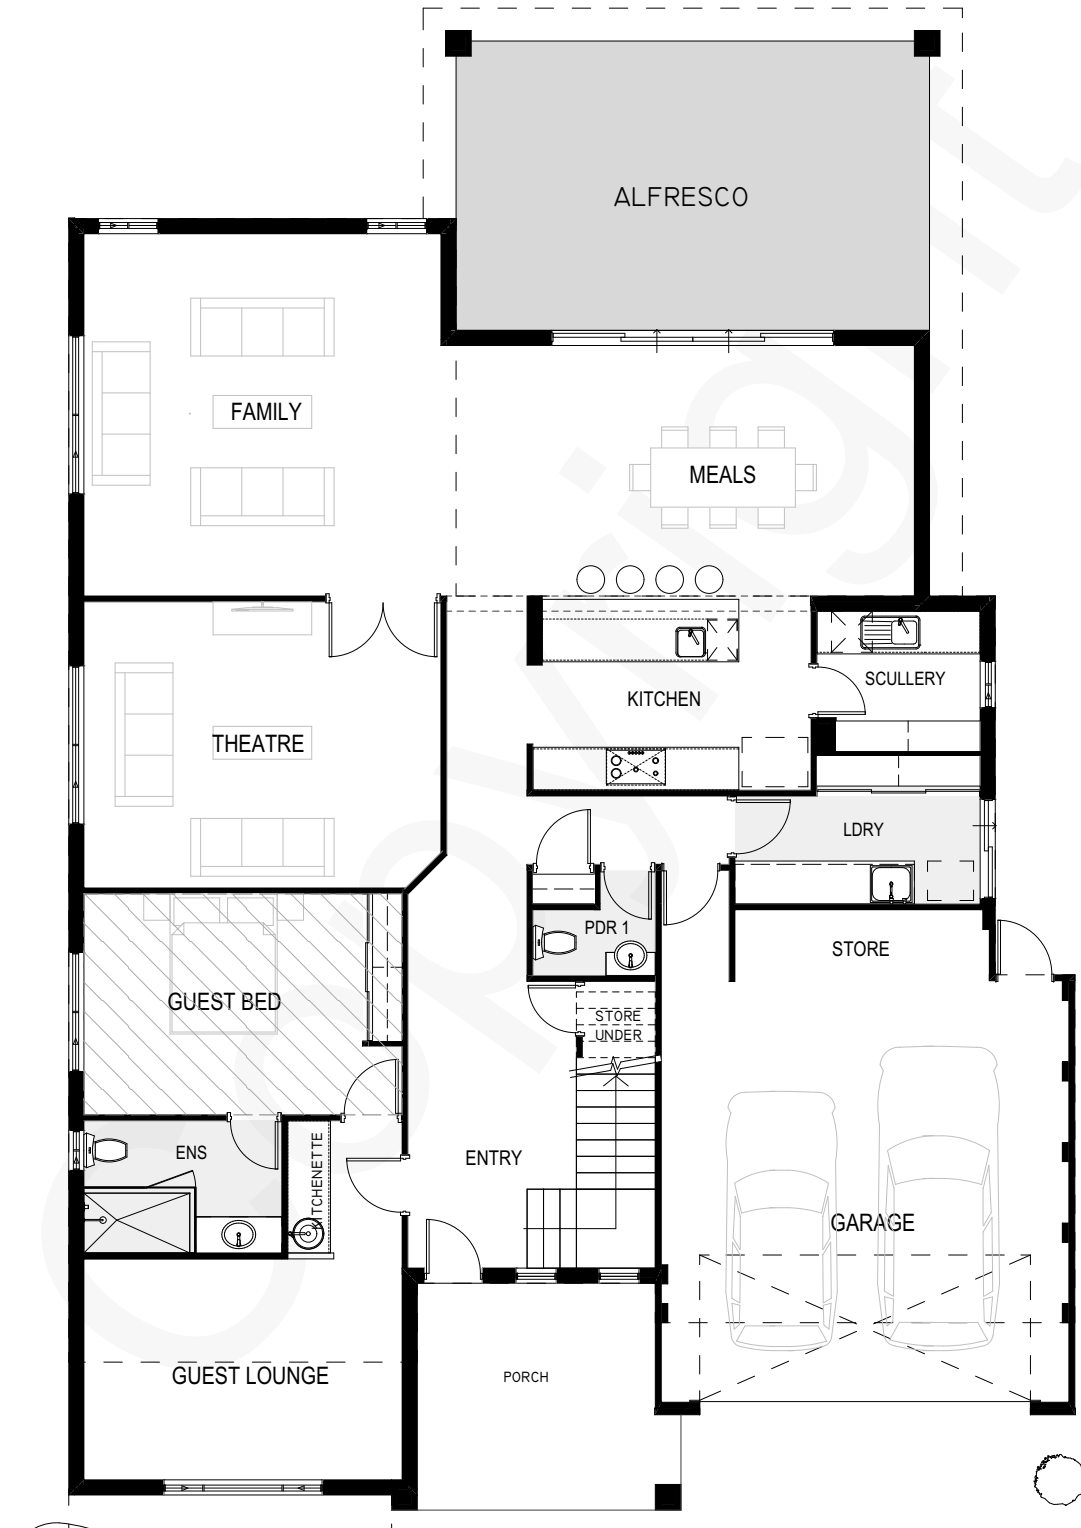 ALFRESCO
FAMILY
MEALS
SCULLERY
KITCHEN
THEATRE
LDRY
PDR 1
STORE
GUEST BED
STORE
UNDER
KITCHENETTE
ENS
ENTRY
GARAGE
GUEST LOUNGE
PORCH
Copyright